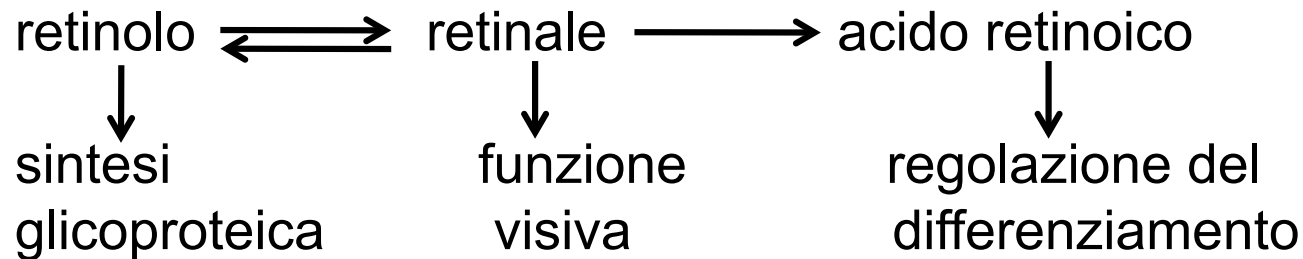 retinolo retinale acido retinoico
sintesi funzione regolazione del
glicoproteica visiva differenziamento